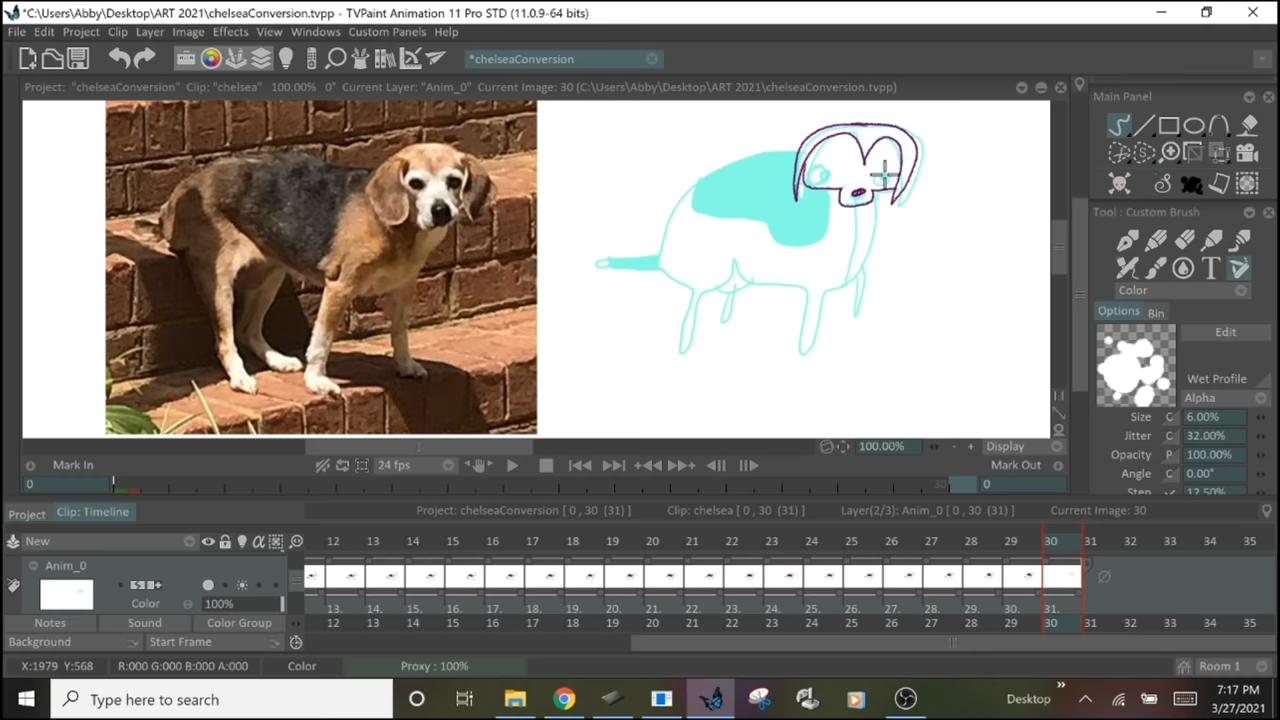 *C:\Users\Abby\Desktop\ART 2021\chelseaConversion.tvpp - TVPaint Animation 11 Pro STD (11.0.9-64 bits)
File Edit Project Clip Layer Image Effects View Windows Custom Panels Help
*chelseaConversion
Project: "chelseaConversion" Clip: "chelsea" 100.00% 0° Current Layer: "Anim_0" Current Image: 30 (C:\Users\Abby\Desktop\ART 2021\chelseaConversion.tvpp)
Main Panel
Tool : Custom Brush
T
Color
Options Bin
Edit
Wet Profile
Alpha
Size C 6.00%
Jitter C 32.00%
Opacity P 100.00%
Angle C 0.00°
Step 12.50%
100.00% - + Display
Mark In 24 fps Mark Out
0 30 0
Project Clip: Timeline Project: chelseaConversion [ 0 , 30 (31) ] Clip: chelsea [ 0 , 30 (31) ] Layer(2/3): Anim_0 [ 0 , 30 (31) ] Current Image: 30
New 12 13 14 15 16 17 18 19 20 21 22 23 24 25 26 27 28 29 30 31 32 33 34 35
Anim_0
Color 100% 13. 14. 15. 16. 17. 18. 19. 20. 21. 22. 23. 24. 25. 26. 27. 28. 29. 30. 31.
Notes Sound Color Group 12 13 14 15 16 17 18 19 20 21 22 23 24 25 26 27 28 29 30 31 32 33 34 35
Background Start Frame
X:1979 Y:568 R:000 G:000 B:000 A:000 Color Proxy : 100% Room 1
Type here to search Desktop 7:17 PM
3/27/2021